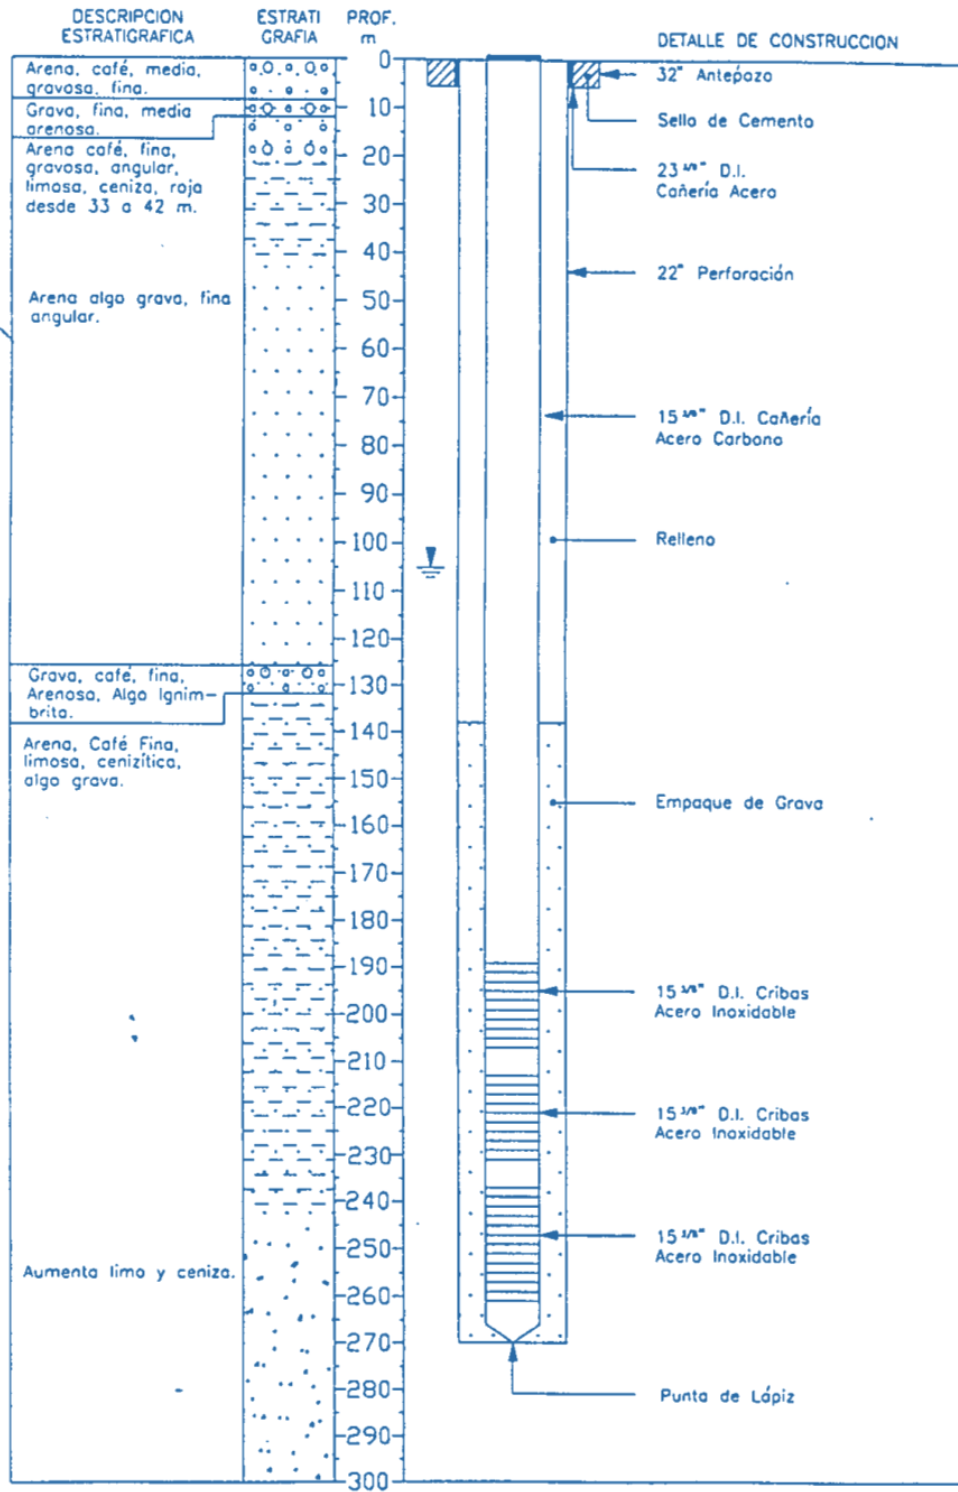 DESCRIPCION
ESTRATIGRAFICA
ESTRATI
GRAFIA
PROF.
m
DETALLE DE CONSTRUCCION
Arena, café, media,
gravosa, fina.
Grava, fina, media
arenosa.
Arena café, fina,
gravosa, angular,
limosa, ceniza, roja
desde 33 a 42 m.
Arena algo grava, fina
angular.
Grava, café, fina,
Arenosa, Algo Ignim-
brita.
Arena, Café Fina,
limosa, cenizítica,
algo grava.
Aumenta limo y ceniza.
0
10
20
30
40
50
60
70
80
90
100
110
120
130
140
150
160
170
180
190
200
210
220
230
240
250
260
270
280
290
300
32" Antepozo
Sello de Cemento
23 D.I.
Cañería Acero
22" Perforación
15 D.I. Cañería
Acero Carbono
Relleno
Empaque de Grava
15 D.I. Cribas
Acero Inoxidable
15 D.I. Cribas
Acero Inoxidable
15 D.I. Cribas
Acero Inoxidable
Punta de Lápiz